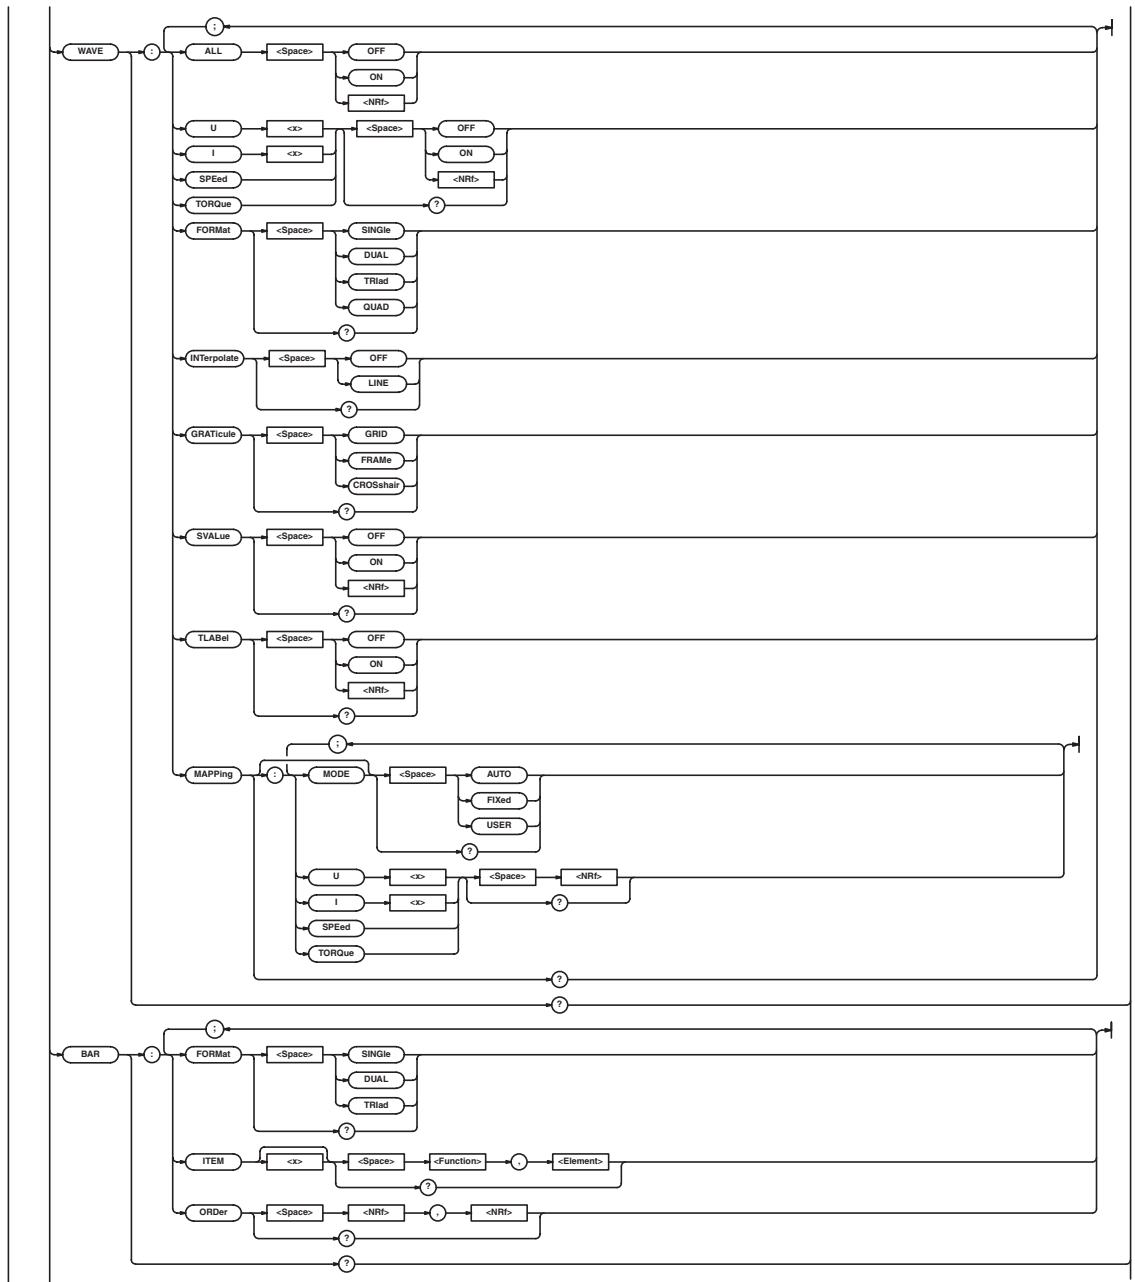 ;
WAVE : ALL <Space> OFF
ON
<NRf>
U <x> <Space> OFF
I <x> ON
SPEed <NRf>
TORQue ?
FORMat <Space> SINGle
DUAL
TRIad
QUAD
?
INTerpolate <Space> OFF
LINE
?
GRATicule <Space> GRID
FRAMe
CROSshair
?
SVALue <Space> OFF
ON
<NRf>
?
TLABel <Space> OFF
ON
<NRf>
?
;
MAPPing : MODE <Space> AUTO
FIXed
USER
?
U <x> <Space> <NRf>
I <x> ?
SPEed
TORQue
?
?
;
BAR : FORMat <Space> SINGle
DUAL
TRIad
?
ITEM <x> <Space> <Function> , <Element>
?
ORDer <Space> <NRf> , <NRf>
?
?